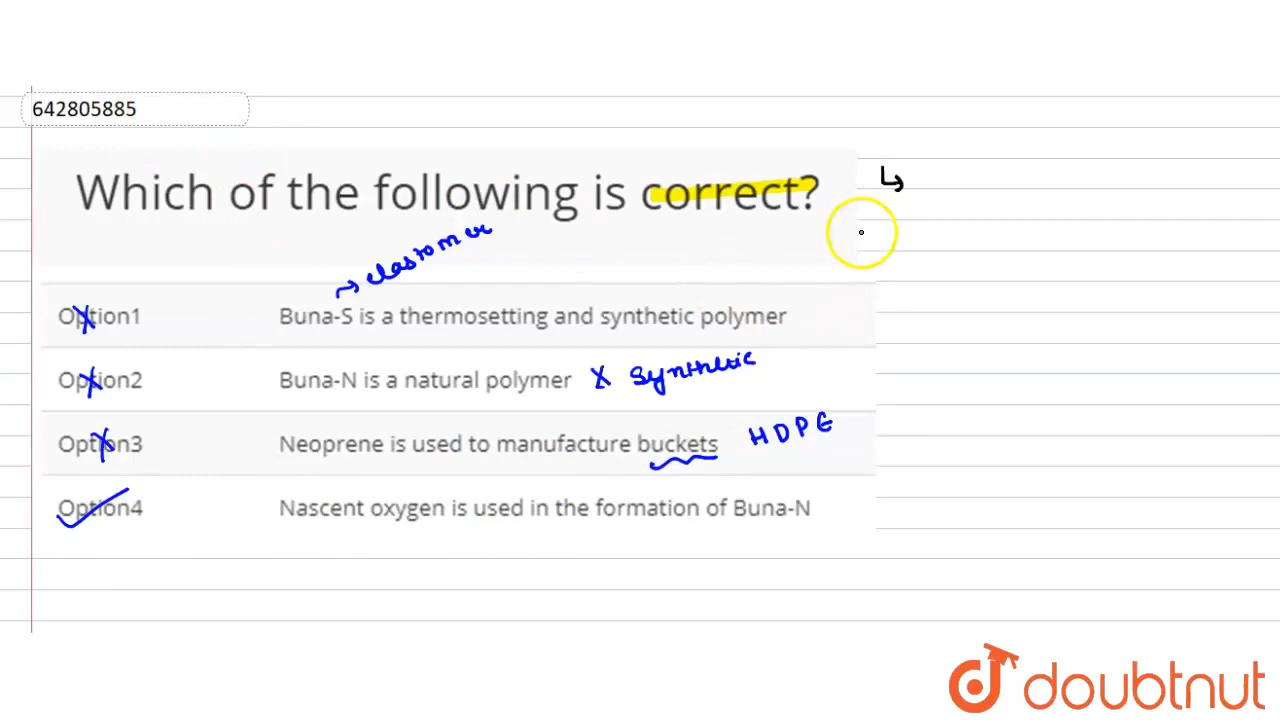 642805885
Which of the following is correct?
↳
→ elastomer
Option1 Buna-S is a thermosetting and synthetic polymer
Option2 Buna-N is a natural polymer X Synthetic
Option3 Neoprene is used to manufacture buckets HDPE
Option4 Nascent oxygen is used in the formation of Buna-N
doubtnut